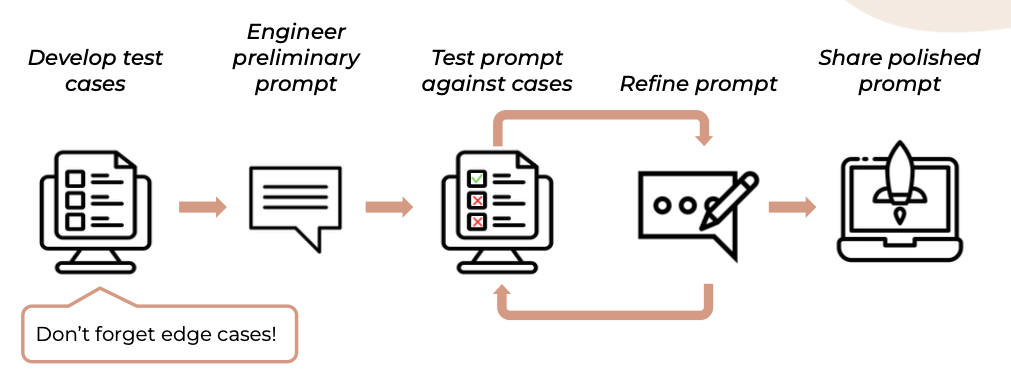 Develop test
cases
Engineer
preliminary
prompt
Test prompt
against cases
Refine prompt
Share polished
prompt
Don’t forget edge cases!